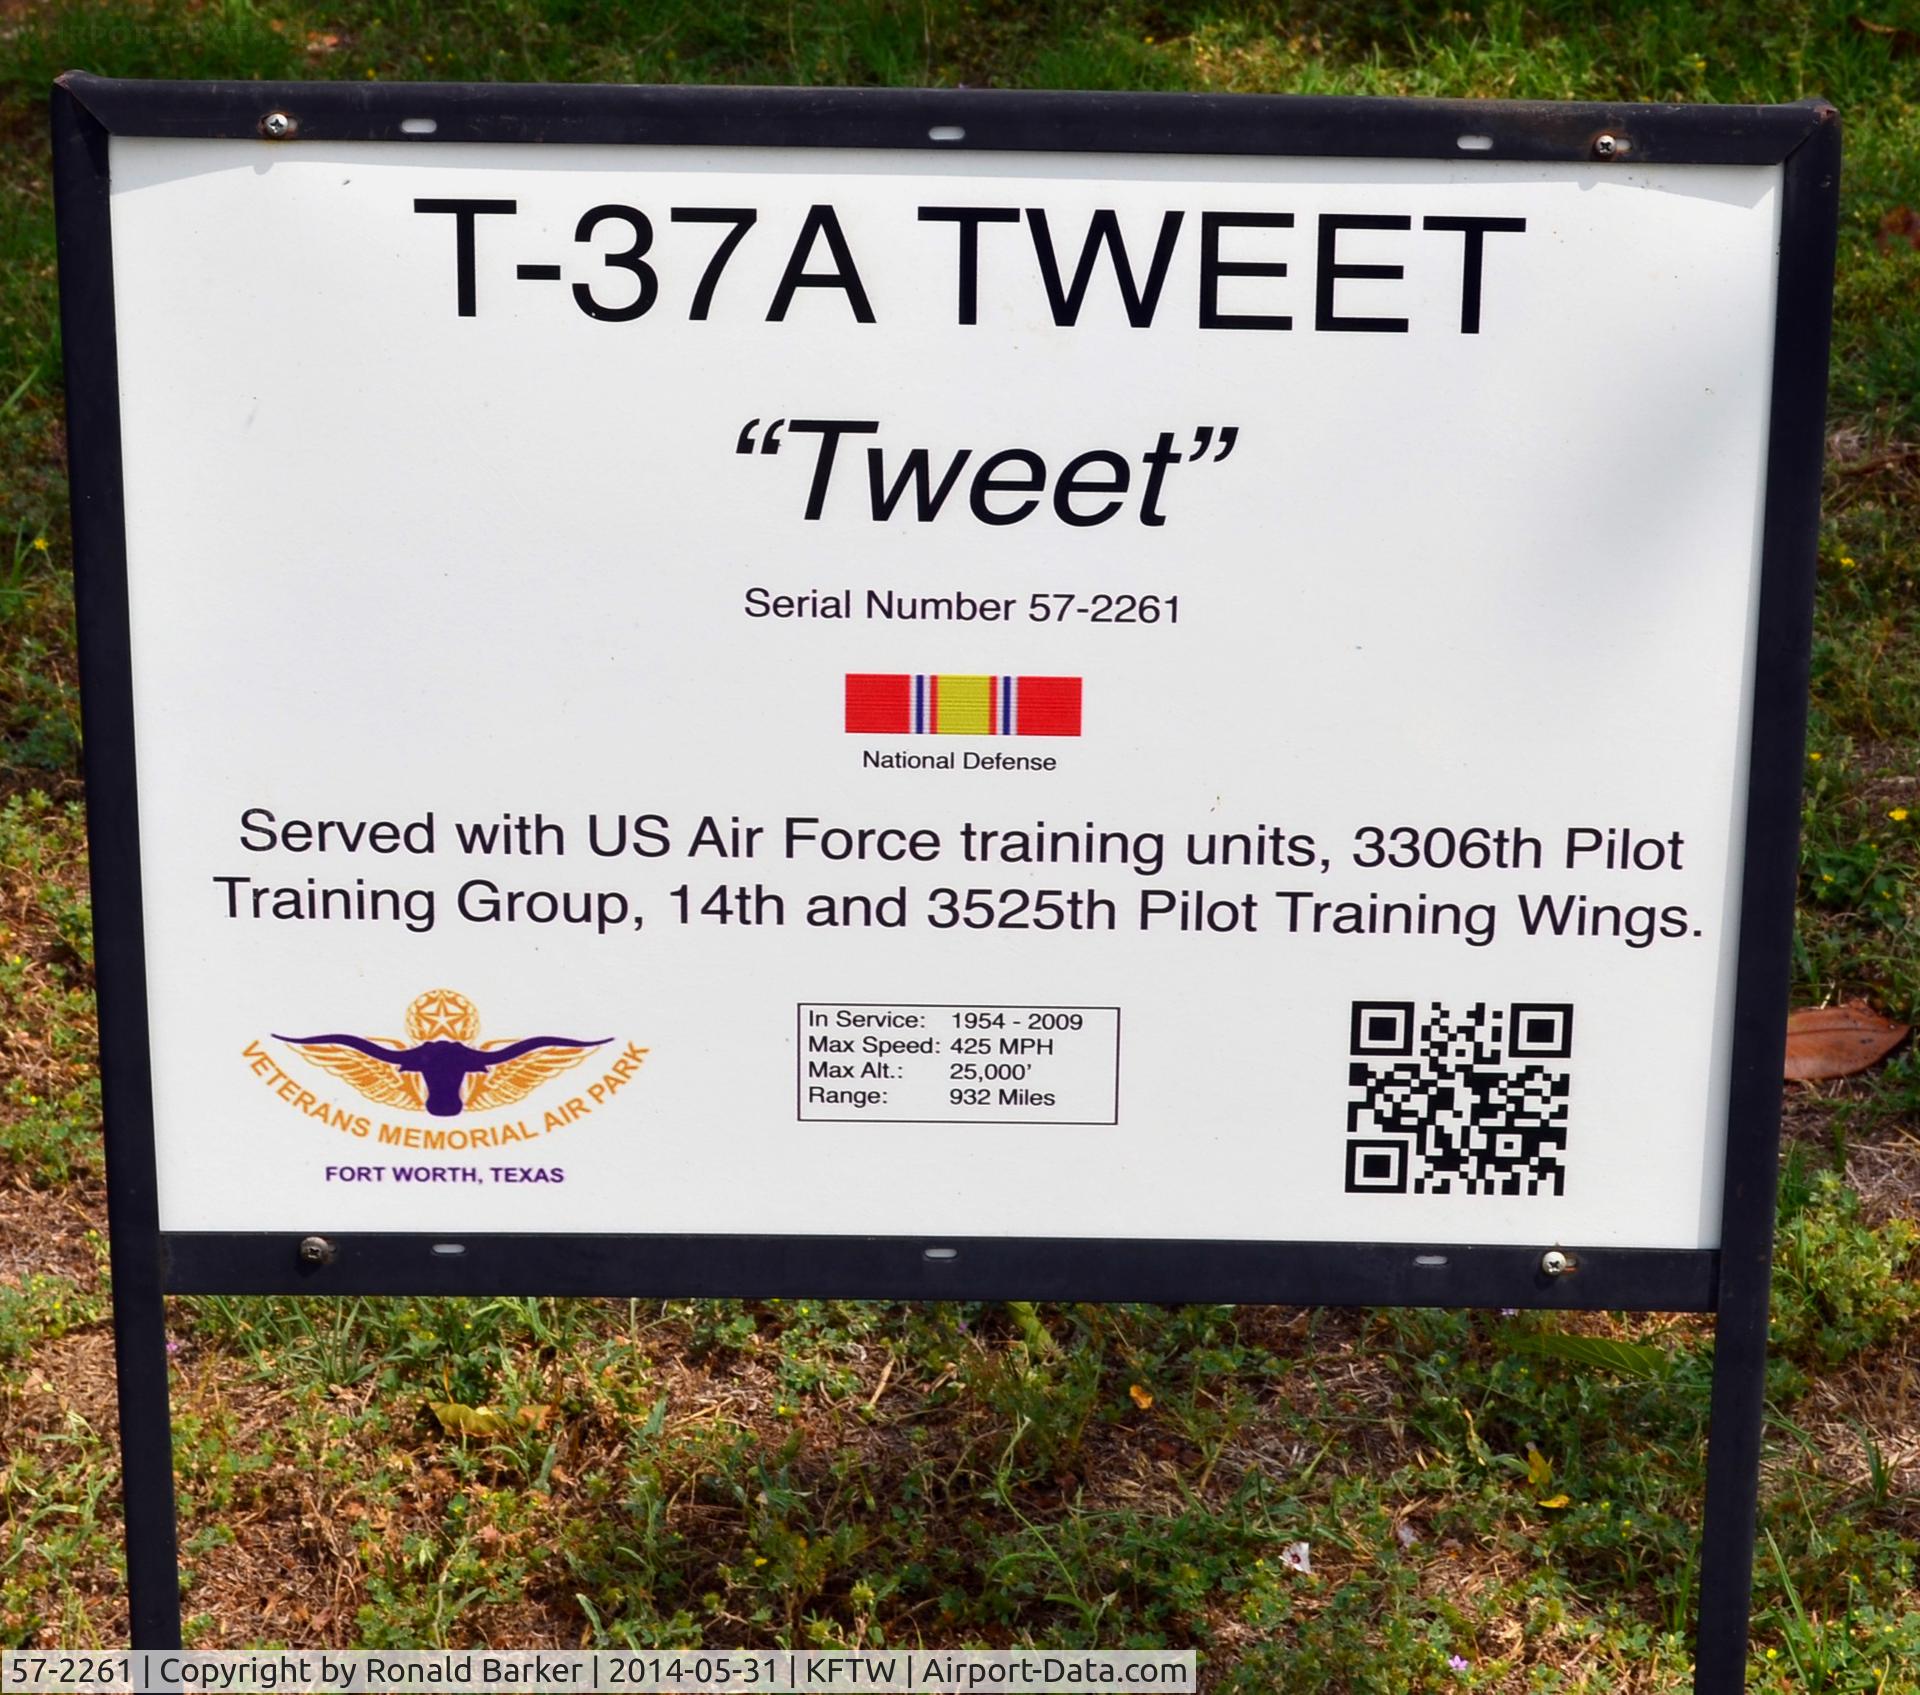 T-37A TWEET
“Tweet”
Serial Number 57-2261
National Defense
Served with US Air Force training units, 3306th Pilot
Training Group, 14th and 3525th Pilot Training Wings.
VETERANS MEMORIAL AIR PARK
FORT WORTH, TEXAS
In Service: 1954 - 2009
Max Speed: 425 MPH
Max Alt.: 25,000’
Range: 932 Miles
57-2261 | Copyright by Ronald Barker | 2014-05-31 | KFTW | Airport-Data.com